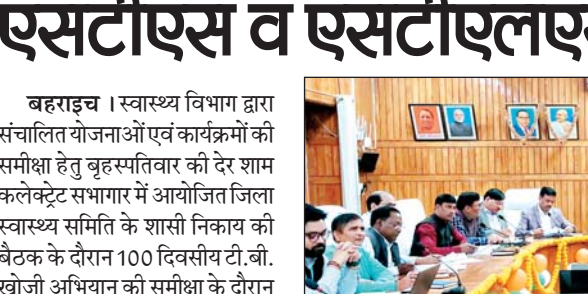 एसटीएस व एसटीएलए
बहराइच । स्वास्थ्य विभाग द्वारा
संचालित योजनाओं एवं कार्यक्रमों की
समीक्षा हेतु बृहस्पतिवार की देर शाम
कलेक्ट्रेट सभागार में आयोजित जिला
स्वास्थ्य समिति के शासी निकाय की
बैठक के दौरान 100 दिवसीय टी.बी.
खोजी अभियान की समीक्षा के दौरान